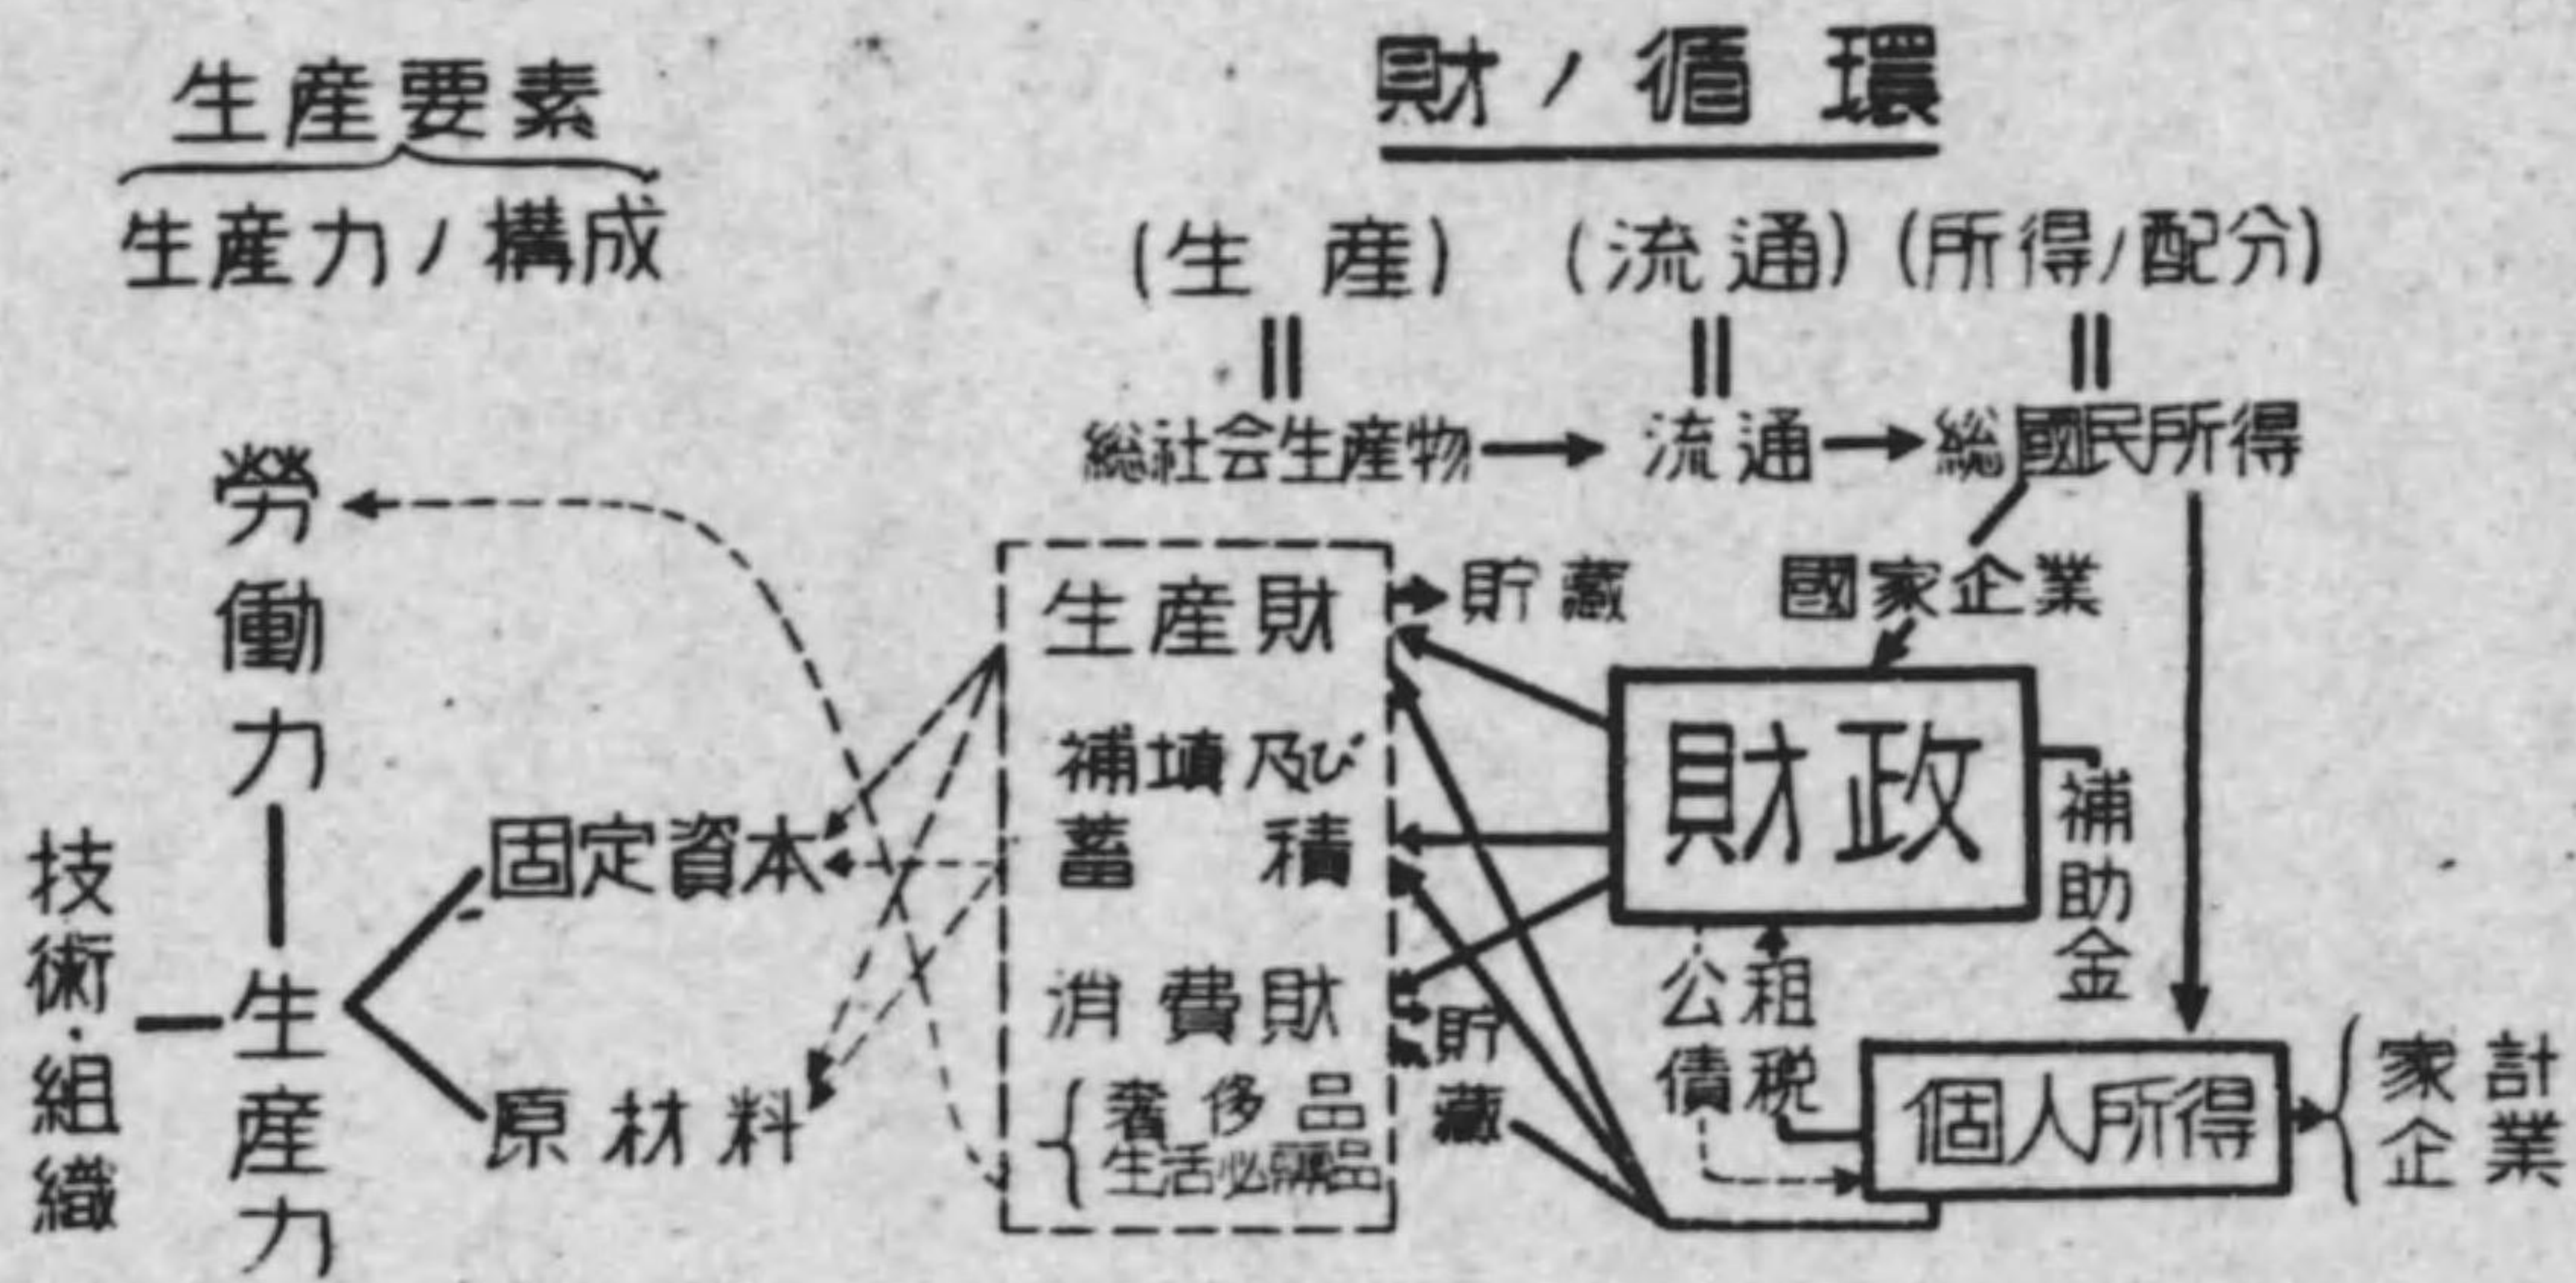 財ノ循環
生産要素
生産力ノ構成
(生産)
(流通)
(所得ノ配分)
総社会生産物
流通
総國民所得
労働力
技術・組織
生産力
固定資本
原材料
生産財
補塡及び
蓄積
消費財
奢侈品
生活必需品
貯蔵
貯蔵
國家企業
財政
補助金
公債
租税
個人所得
家計
企業